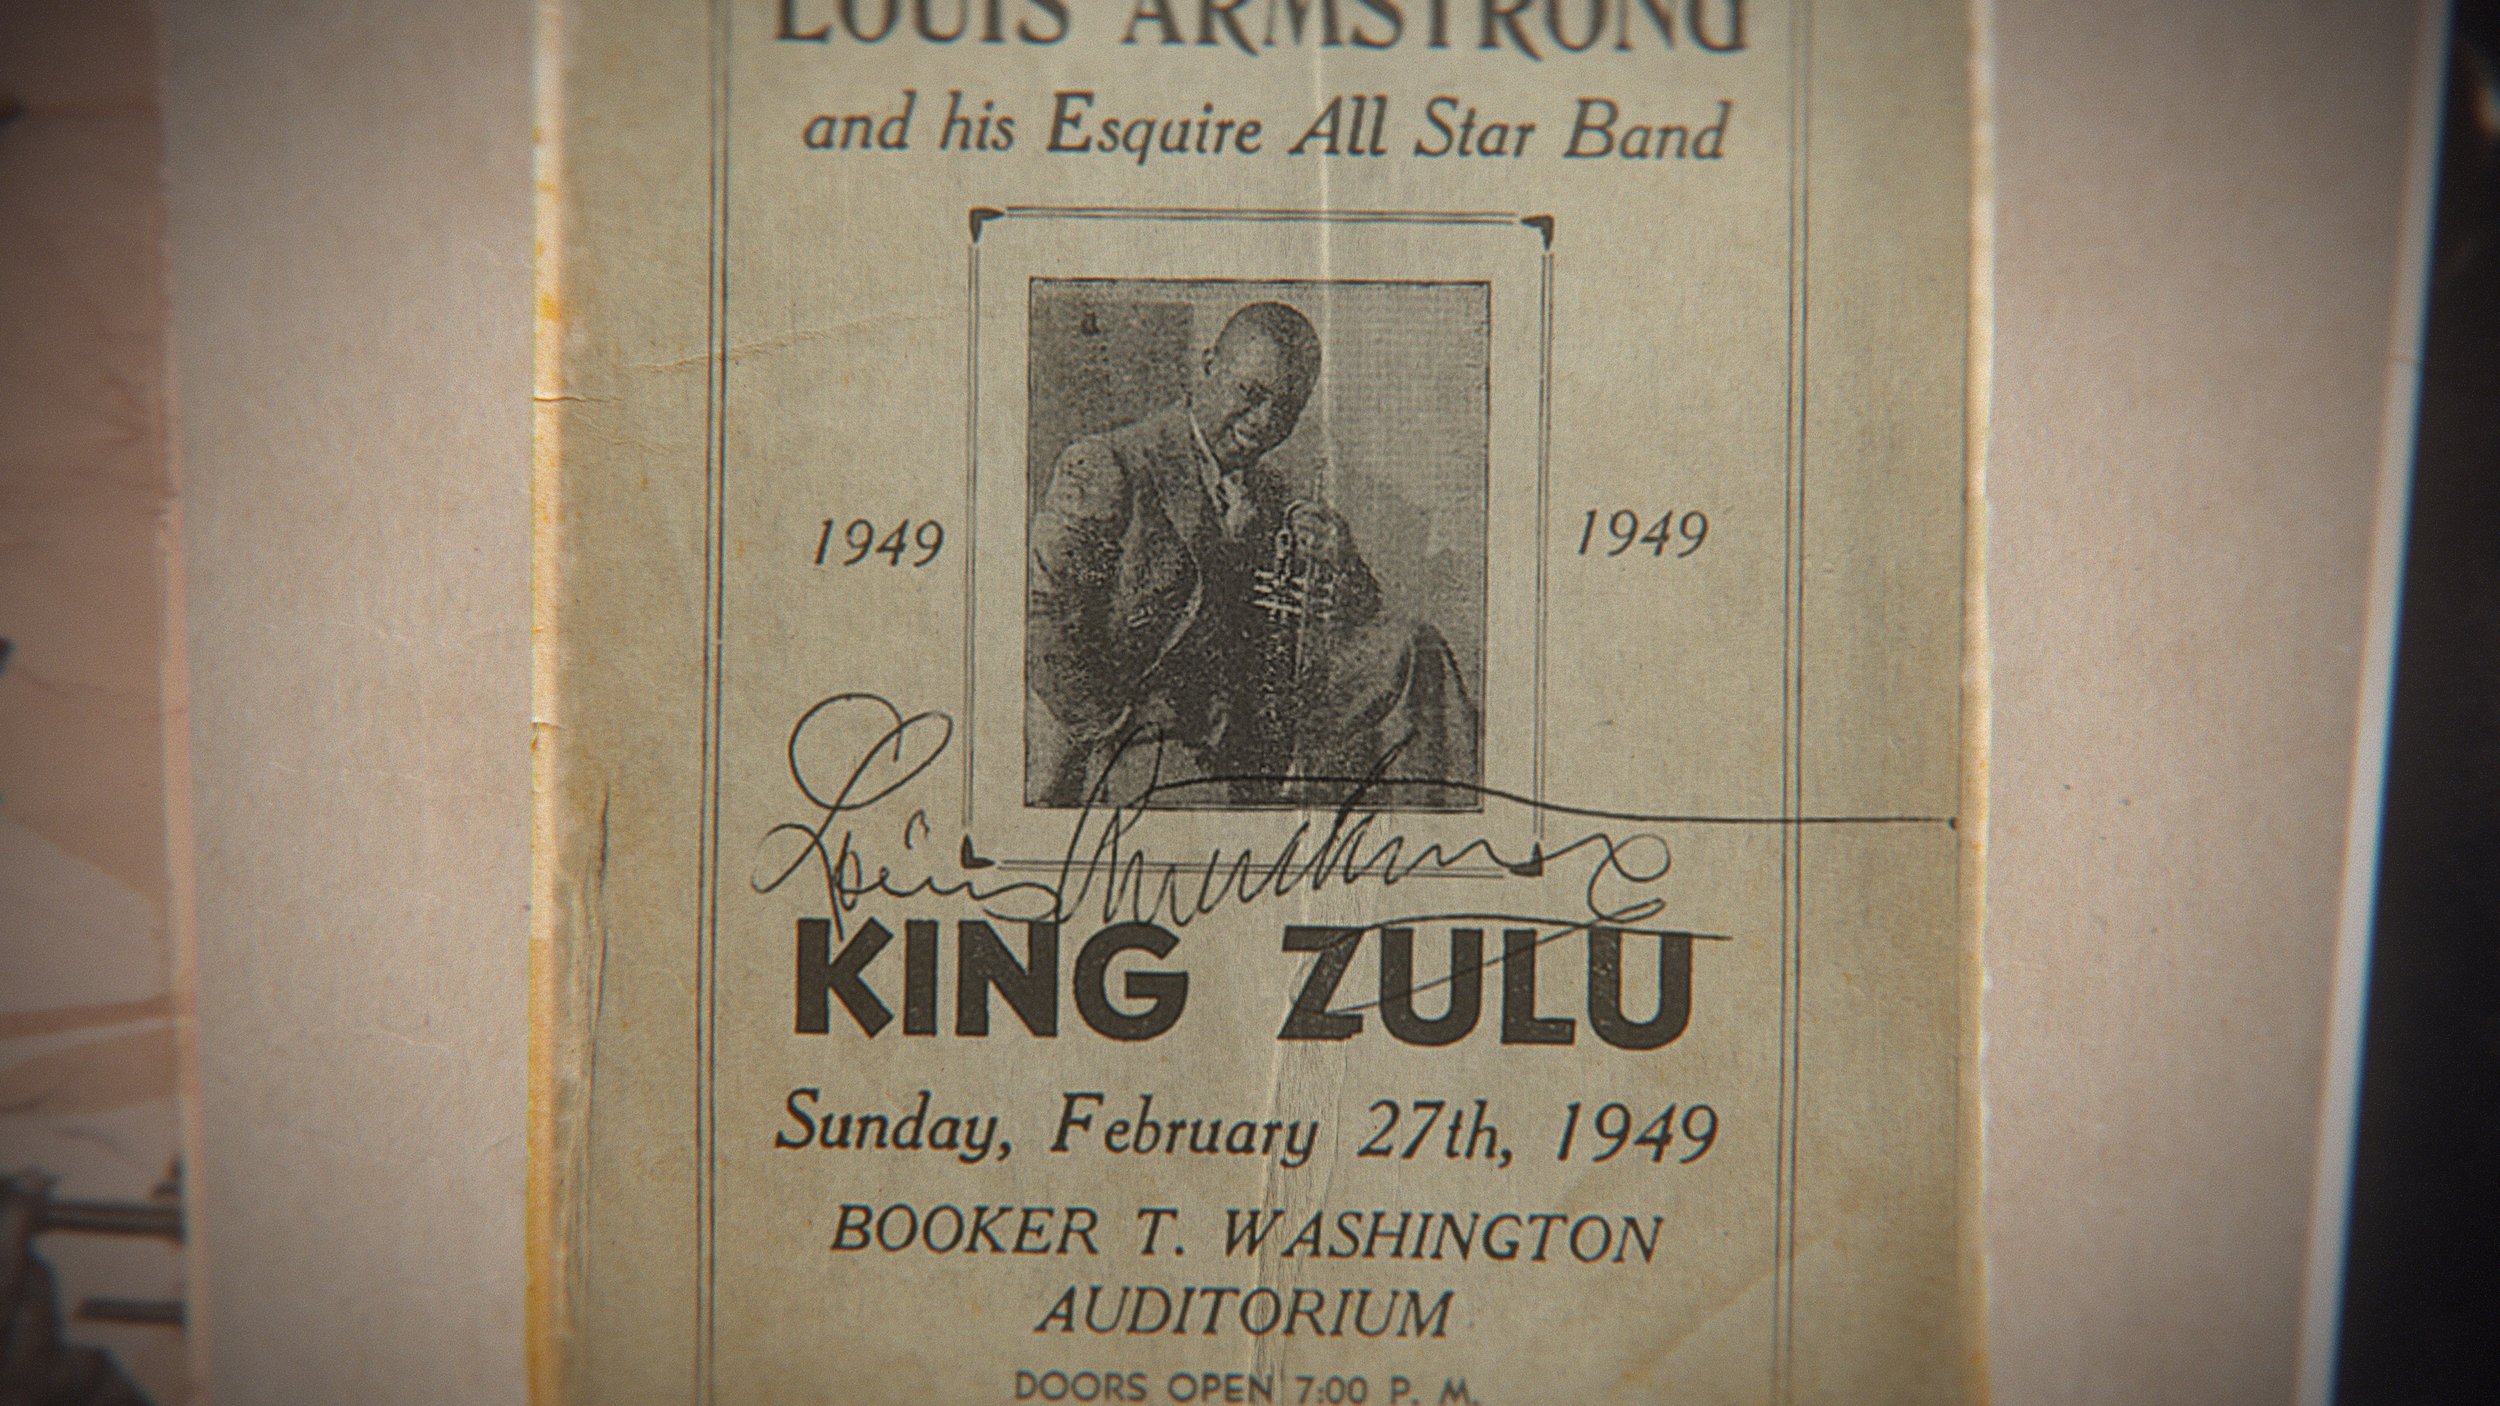 LOUIS ARMSTRONG
and his Esquire All Star Band
1949 1949
Louis Armstrong
KING ZULU
Sunday, February 27th, 1949
BOOKER T. WASHINGTON
AUDITORIUM
DOORS OPEN 7:00 P. M.